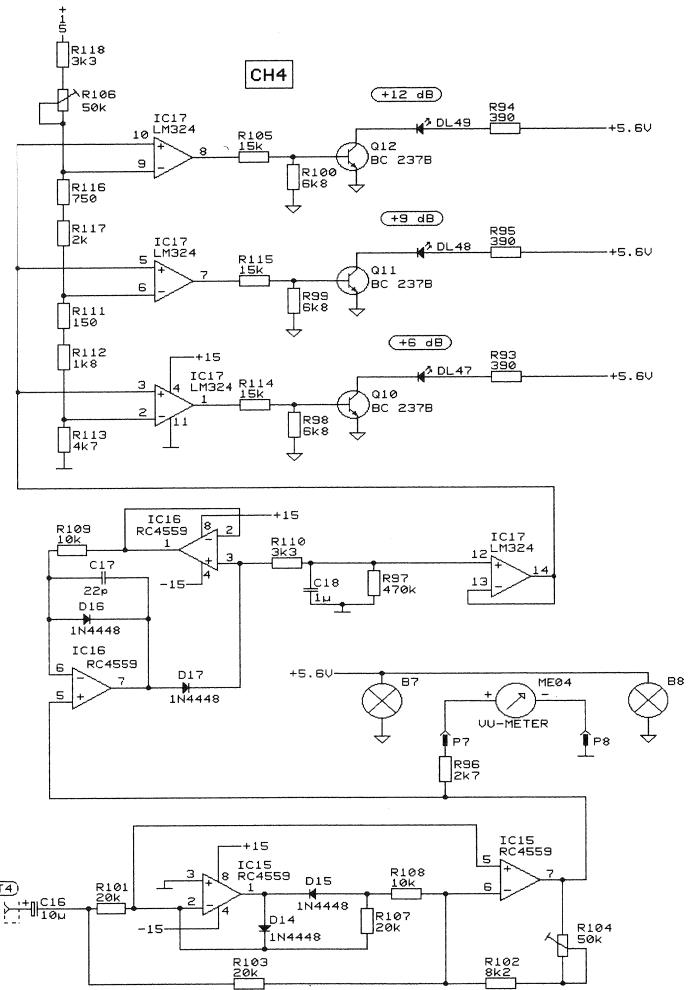 +15
R118
3k3
R106
50k
CH4
+12 dB
DL49
R94
390
+5.6V
IC17
LM324
10
9
8
R105
15k
R100
6k8
Q12
BC 237B
R116
750
R117
2k
+9 dB
DL48
R95
390
+5.6V
IC17
LM324
5
6
7
R115
15k
R99
6k8
Q11
BC 237B
R111
150
R112
1k8
+6 dB
DL47
R93
390
+5.6V
+15
IC17
LM324
3
2
4
11
1
R114
15k
R98
6k8
Q10
BC 237B
R113
4k7
R109
10k
IC16
RC4559
+15
1
8
2
3
4
-15
R110
3k3
C18
1µ
R97
470k
IC17
LM324
12
13
14
C17
22p
D16
1N4448
IC16
RC4559
6
5
7
D17
1N4448
+5.6V
B7
ME04
+
-
VU-METER
B8
P7
P8
R96
2k7
T4
+
C16
10µ
R101
20k
+15
IC15
RC4559
3
2
8
4
1
-15
D15
1N4448
D14
1N4448
R107
20k
R108
10k
IC15
RC4559
5
6
7
R104
50k
R103
20k
R102
8k2